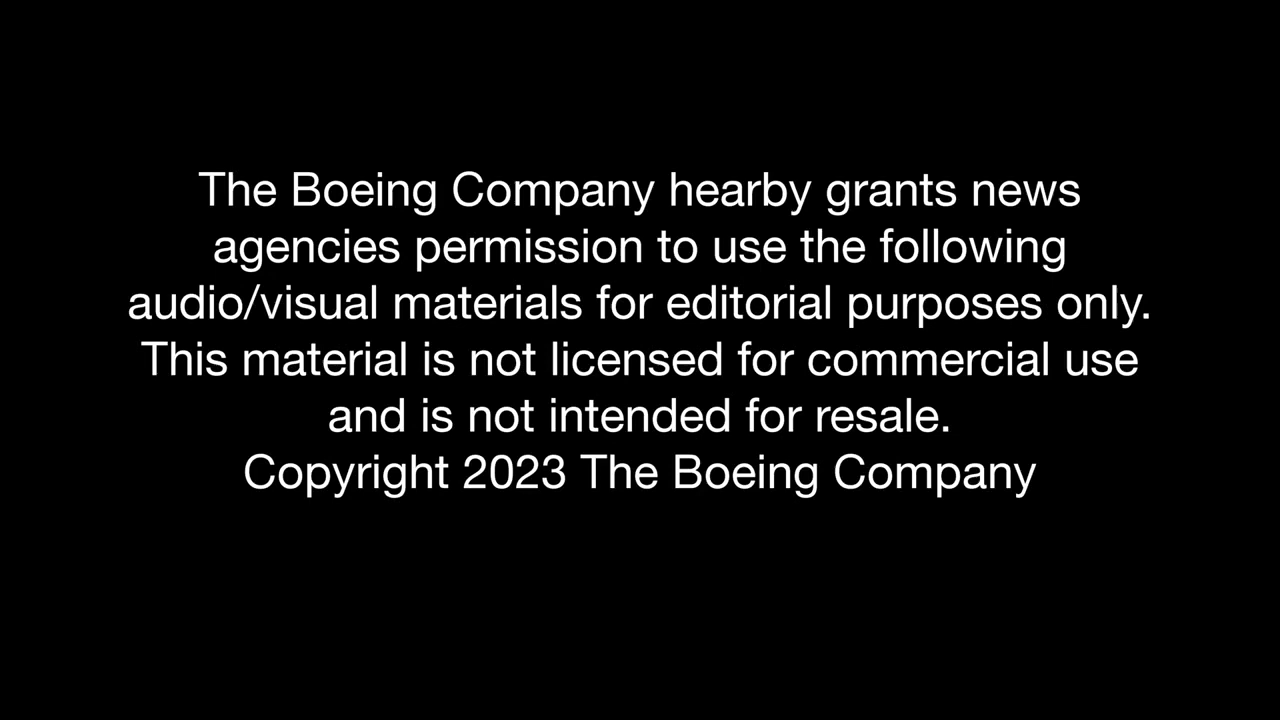 The Boeing Company hearby grants news
agencies permission to use the following
audio/visual materials for editorial purposes only.
This material is not licensed for commercial use
and is not intended for resale.
Copyright 2023 The Boeing Company